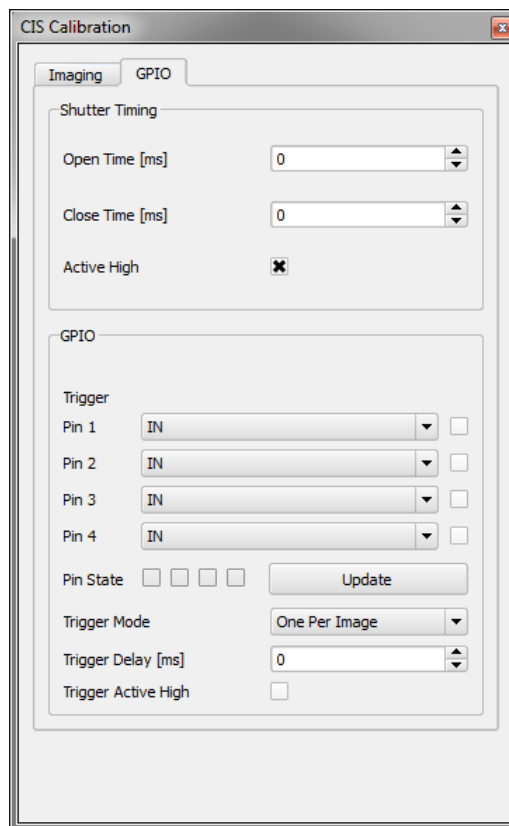 CIS Calibration
Imaging GPIO
Shutter Timing
Open Time [ms] 0
Close Time [ms] 0
Active High
GPIO
Trigger
Pin 1 IN
Pin 2 IN
Pin 3 IN
Pin 4 IN
Pin State Update
Trigger Mode One Per Image
Trigger Delay [ms] 0
Trigger Active High